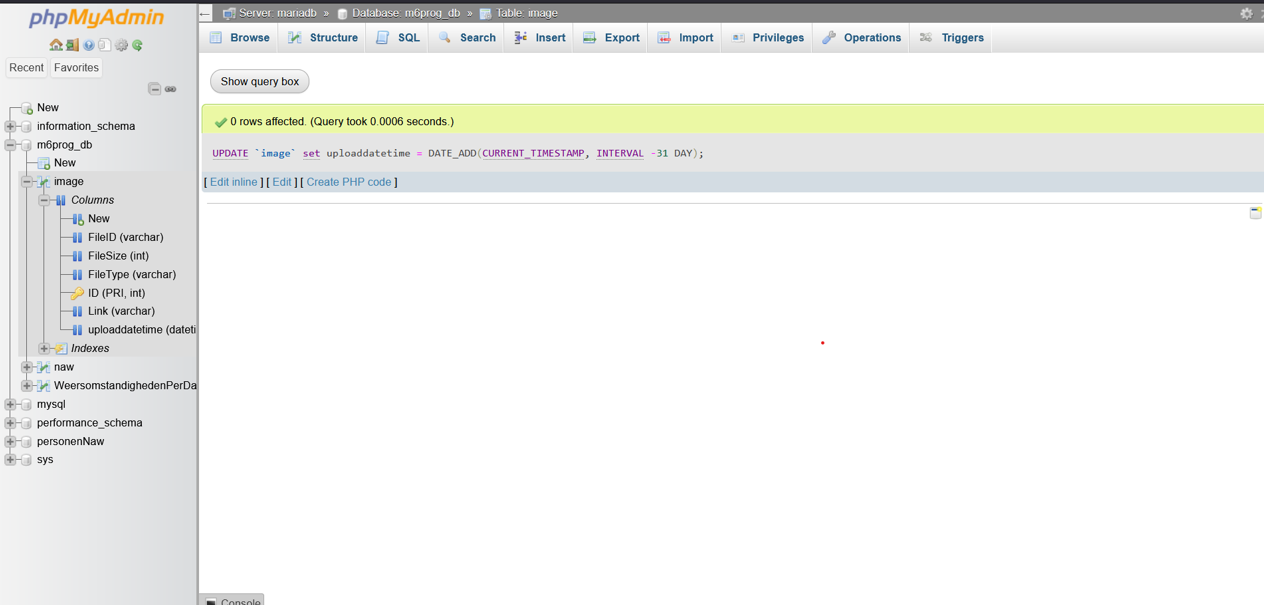 phpMyAdmin
Recent Favorites
New
information_schema
m6prog_db
New
image
Columns
New
FileID (varchar)
FileSize (int)
FileType (varchar)
ID (PRI, int)
Link (varchar)
uploaddatetime (dateti
Indexes
naw
WeersomstandighedenPerDa
mysql
performance_schema
personenNaw
sys
Server: mariadb » Database: m6prog_db » Table: image
Browse Structure SQL Search Insert Export Import Privileges Operations Triggers
Show query box
0 rows affected. (Query took 0.0006 seconds.)
UPDATE `image` set uploaddatetime = DATE_ADD(CURRENT_TIMESTAMP, INTERVAL -31 DAY);
[ Edit inline ] [ Edit ] [ Create PHP code ]
Console